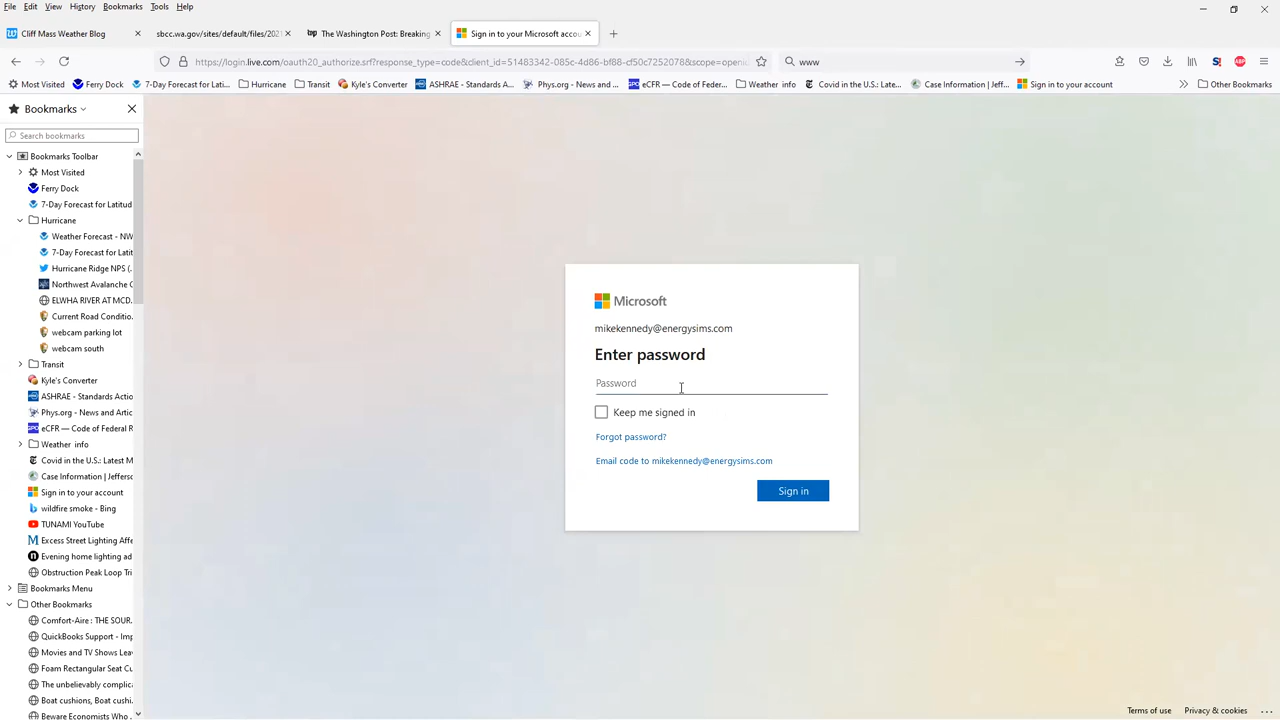 File Edit View History Bookmarks Tools Help
Cliff Mass Weather Blog
sbcc.wa.gov/sites/default/files/202
wp The Washington Post: Breaking
Sign in to your Microsoft accou
https://login.live.com/oauth20_authorize.srf?response_type=code&client_id=51483342-085c-4d86-bf88-cf50c7252078&scope=openid
www
Most Visited
Ferry Dock
7-Day Forecast for Lati...
Hurricane
Transit
Kyle's Converter
ASHRAE - Standards A...
Phys.org - News and ...
eCFR — Code of Federal...
Weather info
Covid in the U.S.: Late...
Case Information | Jeff...
Sign in to your account
Other Bookmarks
Bookmarks
Search bookmarks
Bookmarks Toolbar
Most Visited
Ferry Dock
7-Day Forecast for Latitud
Hurricane
Weather Forecast - NW
7-Day Forecast for Latit
Hurricane Ridge NPS (.
Northwest Avalanche C
ELWHA RIVER AT MCD.
Current Road Conditio.
webcam parking lot
webcam south
Transit
Kyle's Converter
ASHRAE - Standards Actio
Phys.org - News and Artic
eCFR — Code of Federal R
Weather info
Covid in the U.S.: Latest M
Case Information | Jefferso
Sign in to your account
wildfire smoke - Bing
TUNAMI YouTube
Excess Street Lighting Affe
Evening home lighting ad
Obstruction Peak Loop Tri
Bookmarks Menu
Other Bookmarks
Comfort-Aire : THE SOUR.
QuickBooks Support - Imp
Movies and TV Shows Lea
Foam Rectangular Seat Cu
The unbelievably complica
Boat cushions, Boat cushi.
Beware Economists Who
Microsoft
mikekennedy@energysims.com
Enter password
Password
Keep me signed in
Forgot password?
Email code to mikekennedy@energysims.com
Sign in
Terms of use Privacy & cookies ...